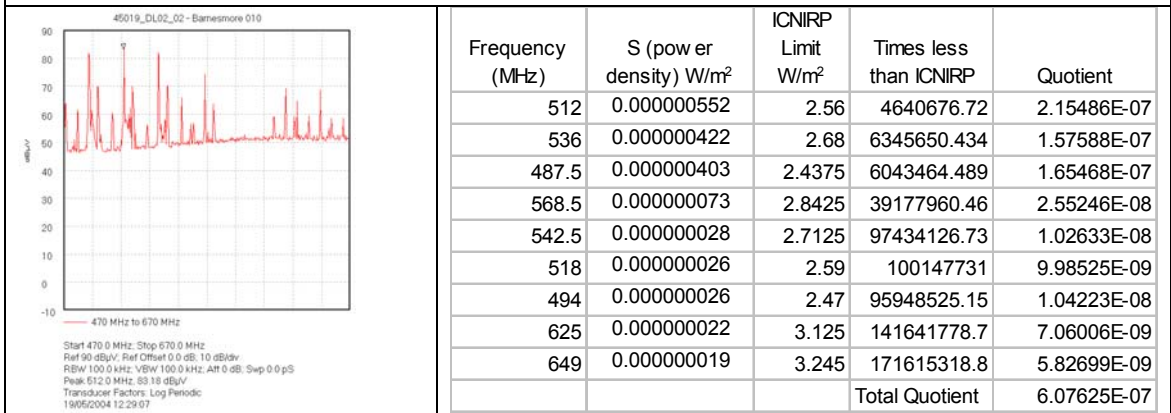 45019_DL02_02 - Barnesmore 010
90
80
70
60
50
40
30
20
10
0
-10
dBµV
470 MHz to 670 MHz
Start 470.0 MHz; Stop 670.0 MHz
Ref 90 dBµV; Ref Offset 0.0 dB; 10 dB/div
RBW 100.0 kHz; VBW 100.0 kHz; Att 0 dB; Swp 0.0 pS
Peak 512.0 MHz, 83.18 dBµV
Transducer Factors: Log Periodic
19/05/2004 12:29:07
Frequency (MHz) S (power density) W/m² ICNIRP Limit W/m² Times less than ICNIRP Quotient
512 0.000000552 2.56 4640676.72 2.15486E-07
536 0.000000422 2.68 6345650.434 1.57588E-07
487.5 0.000000403 2.4375 6043464.489 1.65468E-07
568.5 0.000000073 2.8425 39177960.46 2.55246E-08
542.5 0.000000028 2.7125 97434126.73 1.02633E-08
518 0.000000026 2.59 100147731 9.98525E-09
494 0.000000026 2.47 95948525.15 1.04223E-08
625 0.000000022 3.125 141641778.7 7.06006E-09
649 0.000000019 3.245 171615318.8 5.82699E-09
Total Quotient 6.07625E-07